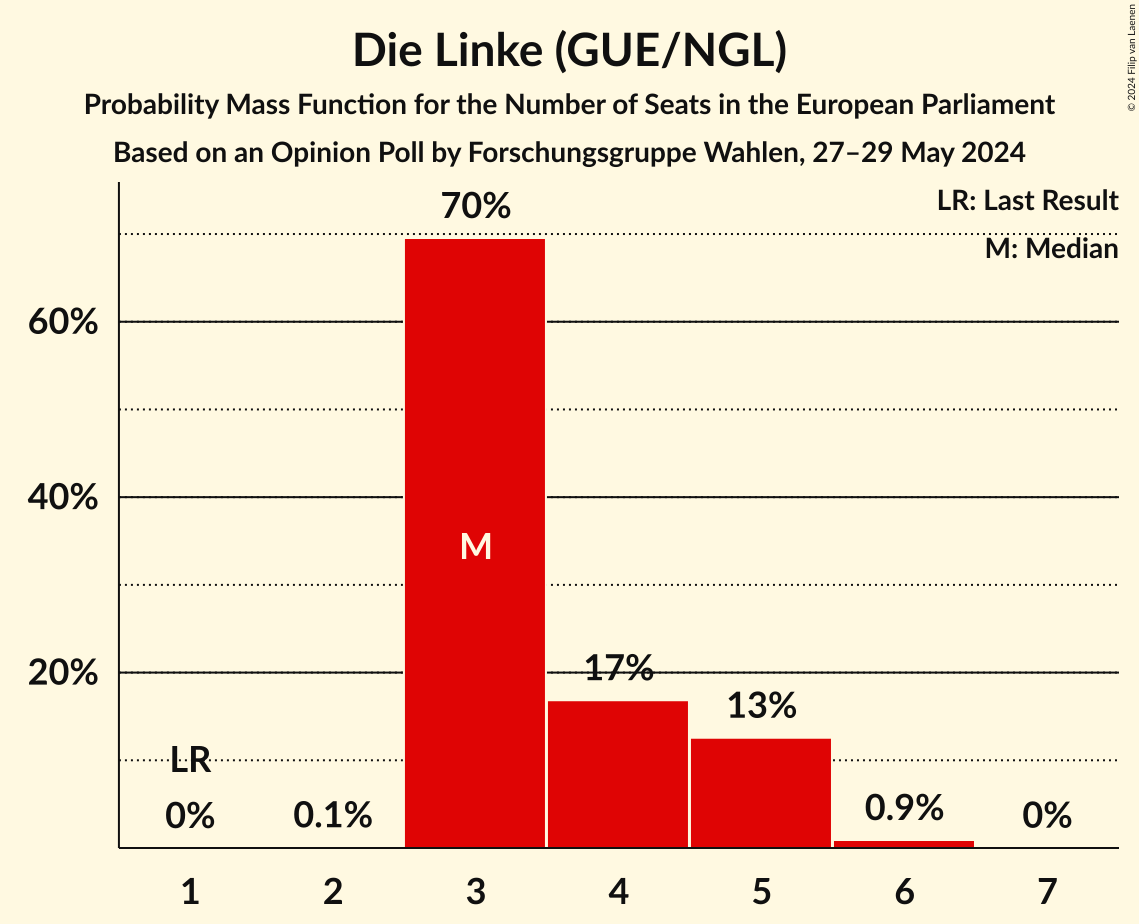 Die Linke (GUE/NGL)
Probability Mass Function for the Number of Seats in the European Parliament
Based on an Opinion Poll by Forschungsgruppe Wahlen, 27–29 May 2024
© 2024 Filip van Laenen
LR: Last Result
M: Median
60%
40%
20%
70%
M
17%
13%
LR
0%
0.1%
0.9%
0%
1 2 3 4 5 6 7